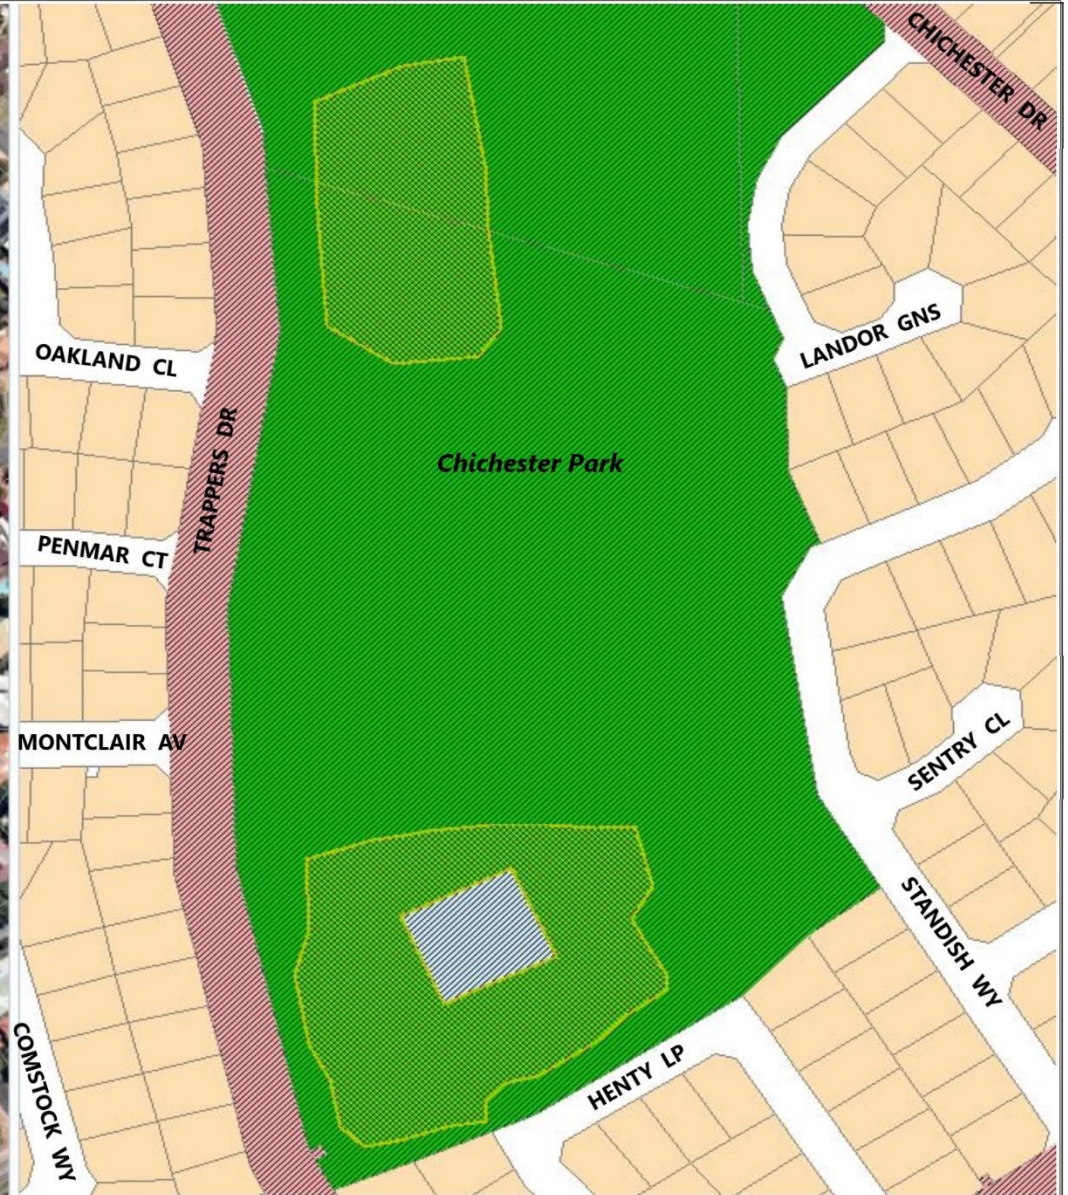 CHICHESTER DR
LANDOR GNS
OAKLAND CL
TRAPPERS DR
Chichester Park
PENMAR CT
MONTCLAIR AV
SENTRY CL
STANDISH WY
COMSTOCK WY
HENTY LP